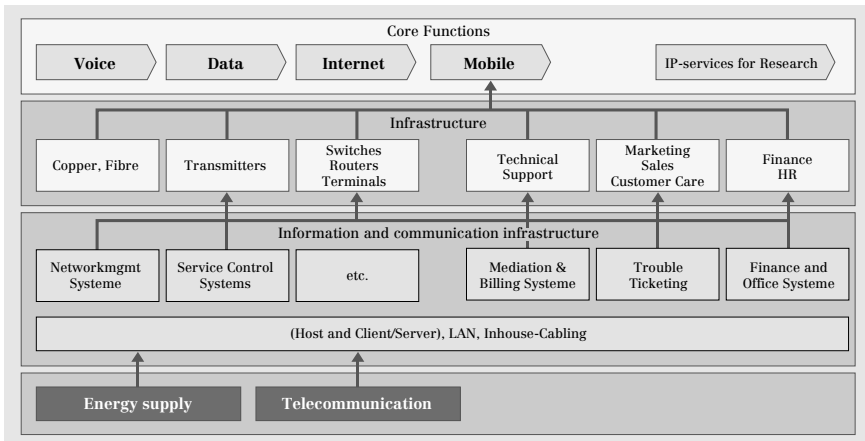 Core Functions
Voice
Data
Internet
Mobile
IP-services for Research
Infrastructure
Copper, Fibre
Transmitters
Switches
Routers
Terminals
Technical
Support
Marketing
Sales
Customer Care
Finance
HR
Information and communication infrastructure
Networkmgmt
Systeme
Service Control
Systems
etc.
Mediation &
Billing Systeme
Trouble
Ticketing
Finance and
Office Systeme
(Host and Client/Server), LAN, Inhouse-Cabling
Energy supply
Telecommunication